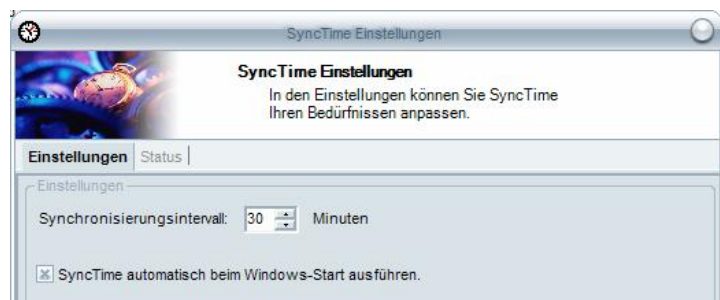 SyncTime Einstellungen
SyncTime Einstellungen
In den Einstellungen können Sie SyncTime
Ihren Bedürfnissen anpassen.
Einstellungen Status
Einstellungen
Synchronisierungsintervall: 30 Minuten
SyncTime automatisch beim Windows-Start ausführen.